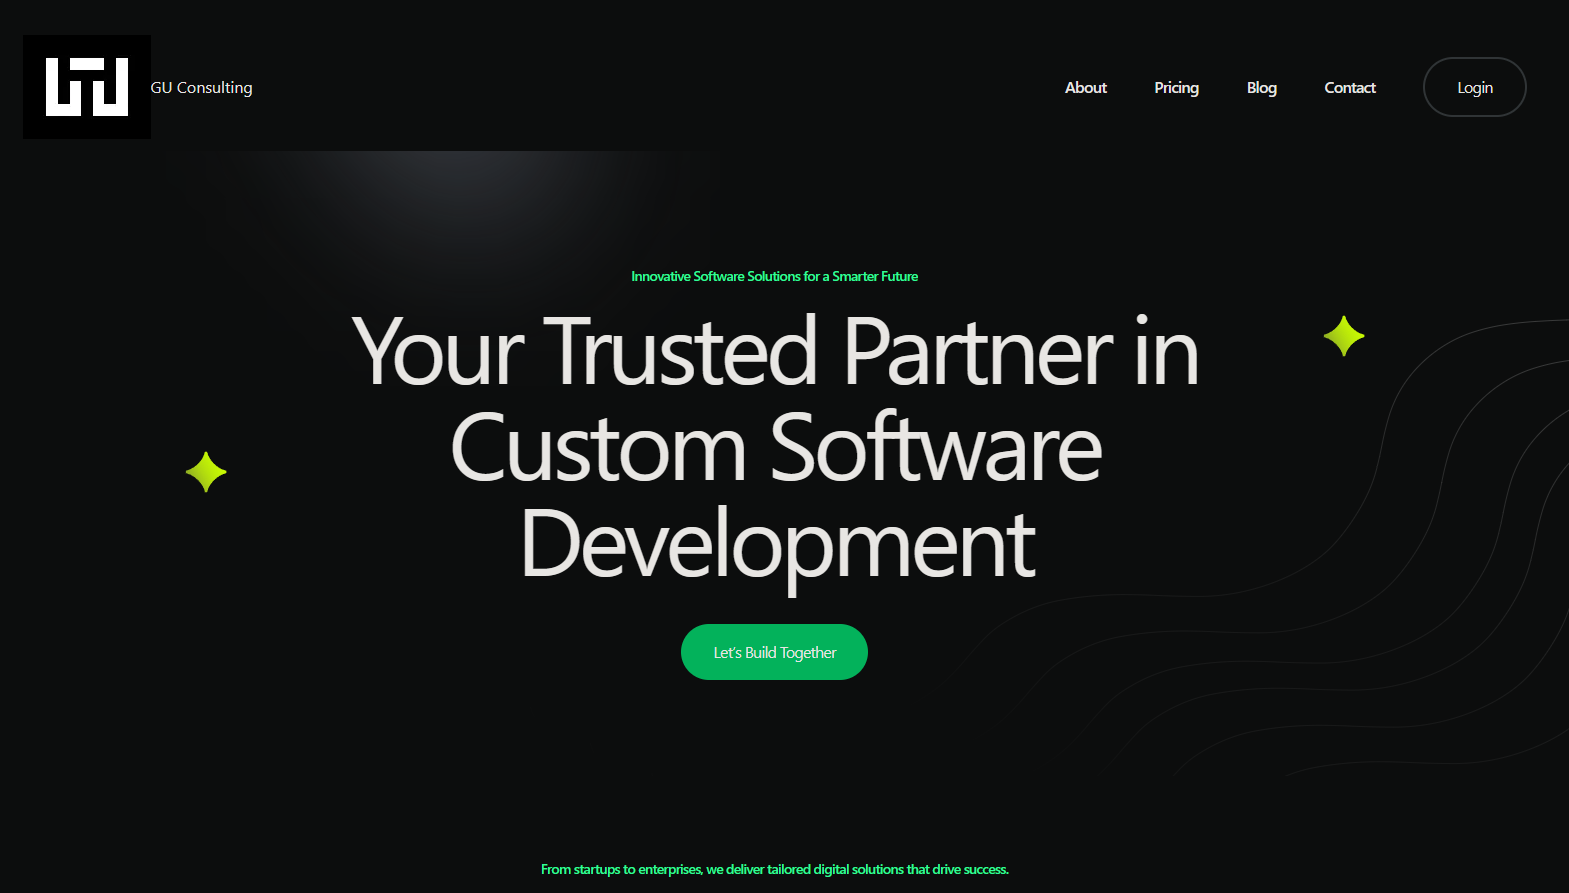 GU Consulting
About
Pricing
Blog
Contact
Login
Innovative Software Solutions for a Smarter Future
Your Trusted Partner in
Custom Software
Development
Let's Build Together
From startups to enterprises, we deliver tailored digital solutions that drive success.